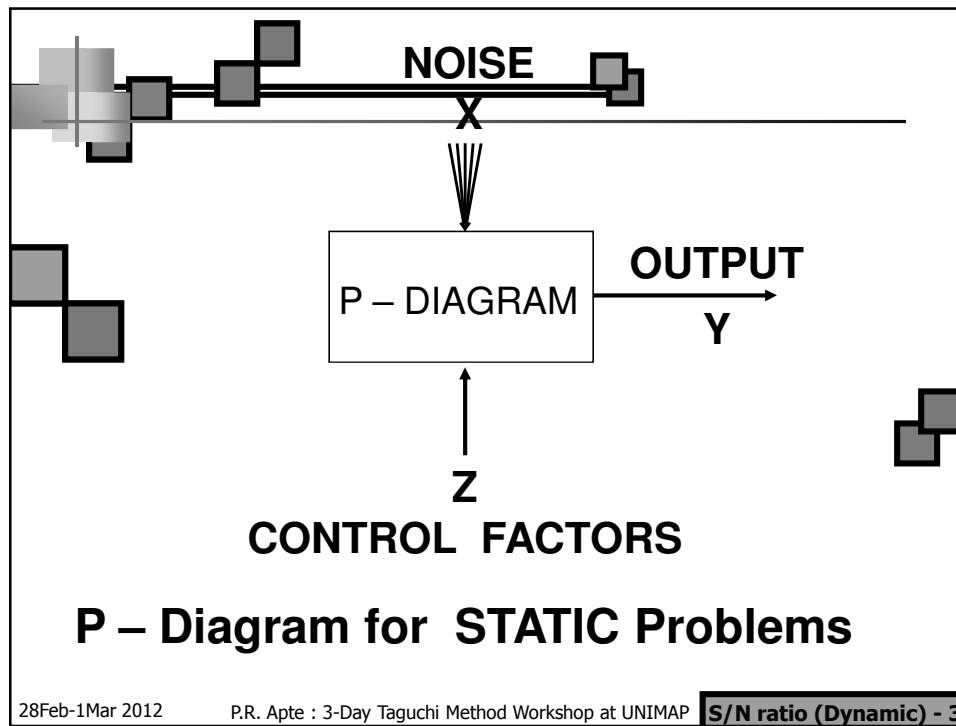 NOISE
X
P – DIAGRAM
OUTPUT
Y
Z
CONTROL FACTORS
P – Diagram for STATIC Problems
28Feb-1Mar 2012 P.R. Apte : 3-Day Taguchi Method Workshop at UNIMAP S/N ratio (Dynamic) - 3